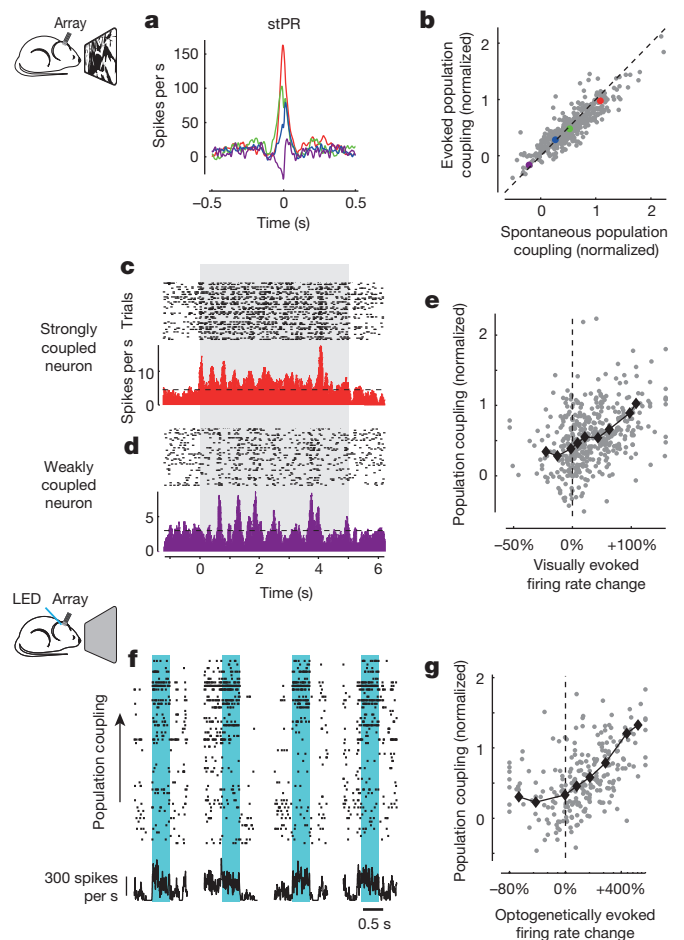 Array
a
stPR
Spikes per s
150
100
50
0
−0.5
0
0.5
Time (s)
b
Evoked population
coupling (normalized)
2
1
0
0
1
2
Spontaneous population
coupling (normalized)
c
Strongly
coupled
neuron
Trials
Spikes per s
10
0
d
Weakly
coupled
neuron
5
0
0
2
4
6
Time (s)
e
Population coupling (normalized)
2
1
0
−50%
0%
+100%
Visually evoked
firing rate change
LED
Array
f
Population coupling
300 spikes
per s
0.5 s
g
Population coupling (normalized)
2
1
0
−80%
0%
+400%
Optogenetically evoked
firing rate change